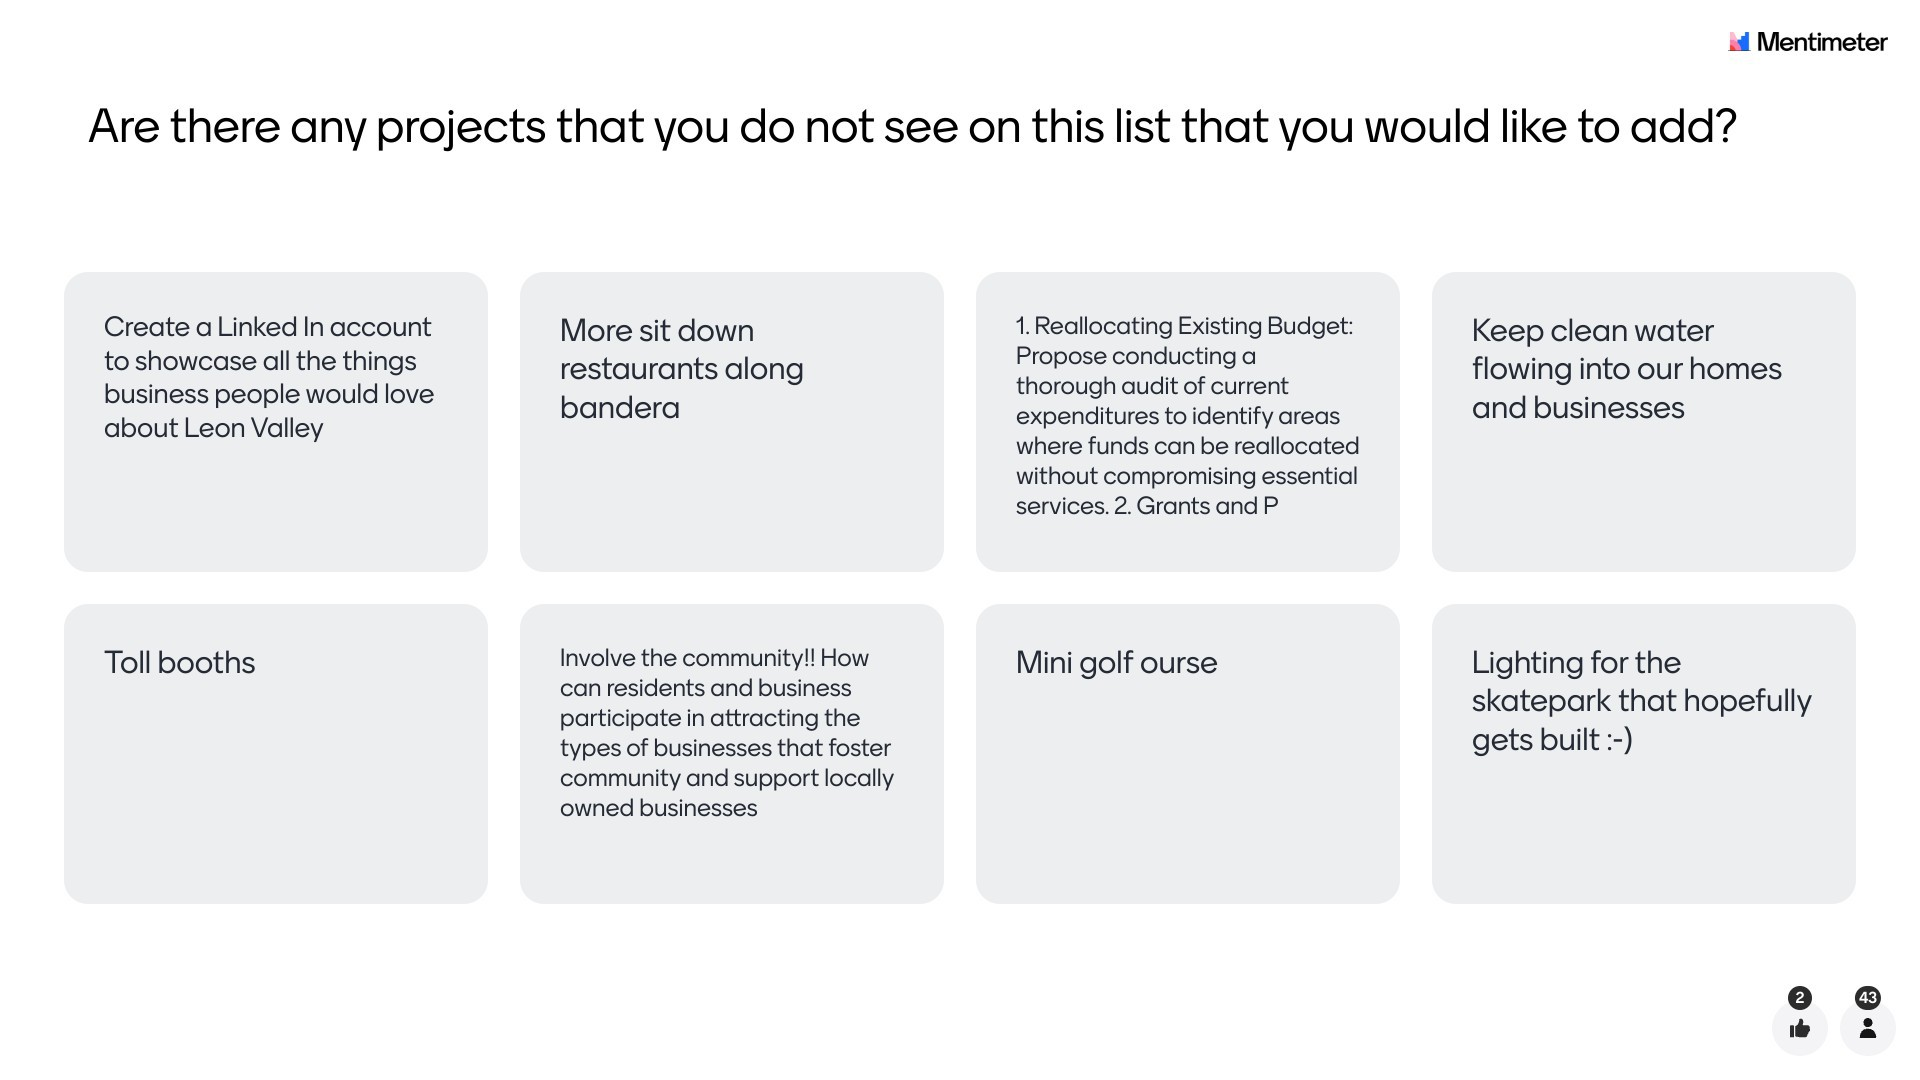 Mentimeter
Are there any projects that you do not see on this list that you would like to add?
Create a Linked In account
to showcase all the things
business people would love
about Leon Valley
More sit down
restaurants along
bandera
1. Reallocating Existing Budget:
Propose conducting a
thorough audit of current
expenditures to identify areas
where funds can be reallocated
without compromising essential
services. 2. Grants and P
Keep clean water
flowing into our homes
and businesses
Toll booths
Involve the community!! How
can residents and business
participate in attracting the
types of businesses that foster
community and support locally
owned businesses
Mini golf ourse
Lighting for the
skatepark that hopefully
gets built :-)
2
43